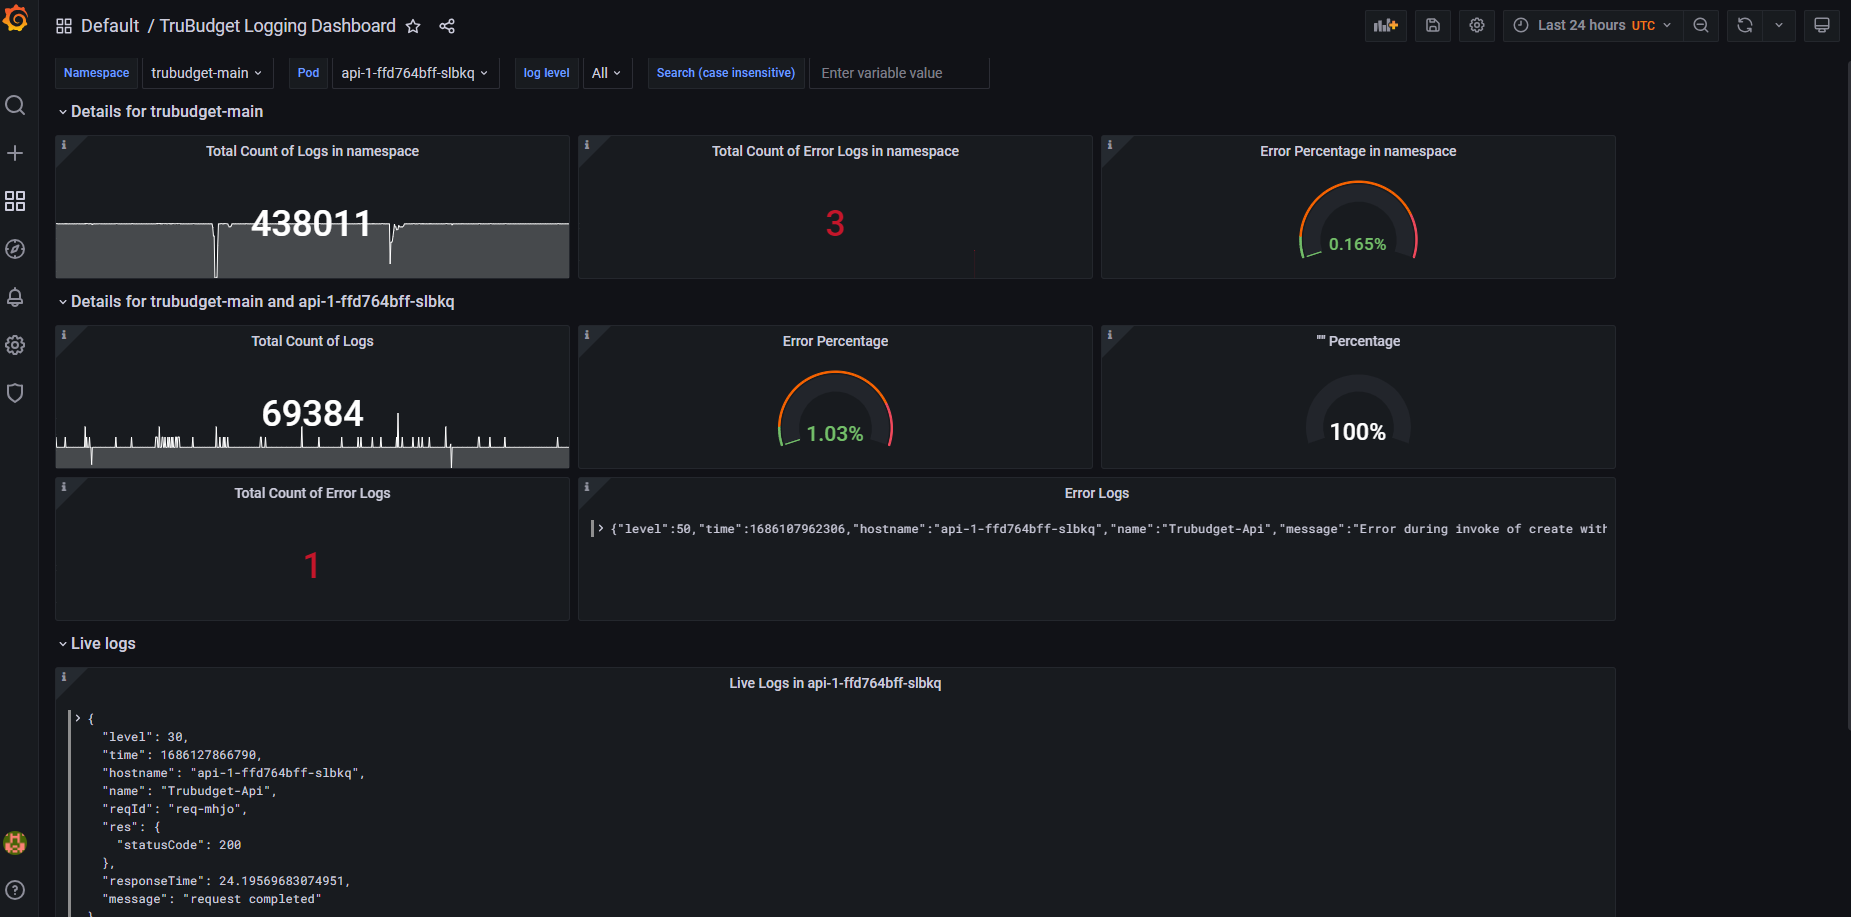 Default / TruBudget Logging Dashboard
Last 24 hours UTC
Namespace trubudget-main Pod api-1-ffd764bff-slbkq log level All Search (case insensitive) Enter variable value
Details for trubudget-main
Total Count of Logs in namespace
438011
Total Count of Error Logs in namespace
3
Error Percentage in namespace
0.165%
Details for trubudget-main and api-1-ffd764bff-slbkq
Total Count of Logs
69384
Error Percentage
1.03%
"" Percentage
100%
Total Count of Error Logs
1
Error Logs
{"level":50,"time":1686107962306,"hostname":"api-1-ffd764bff-slbkq","name":"Trubudget-Api","message":"Error during invoke of create with
Live logs
Live Logs in api-1-ffd764bff-slbkq
{
"level": 30,
"time": 1686127866790,
"hostname": "api-1-ffd764bff-slbkq",
"name": "Trubudget-Api",
"reqId": "req-mhjo",
"res": {
"statusCode": 200
},
"responseTime": 24.19569683074951,
"message": "request completed"
}